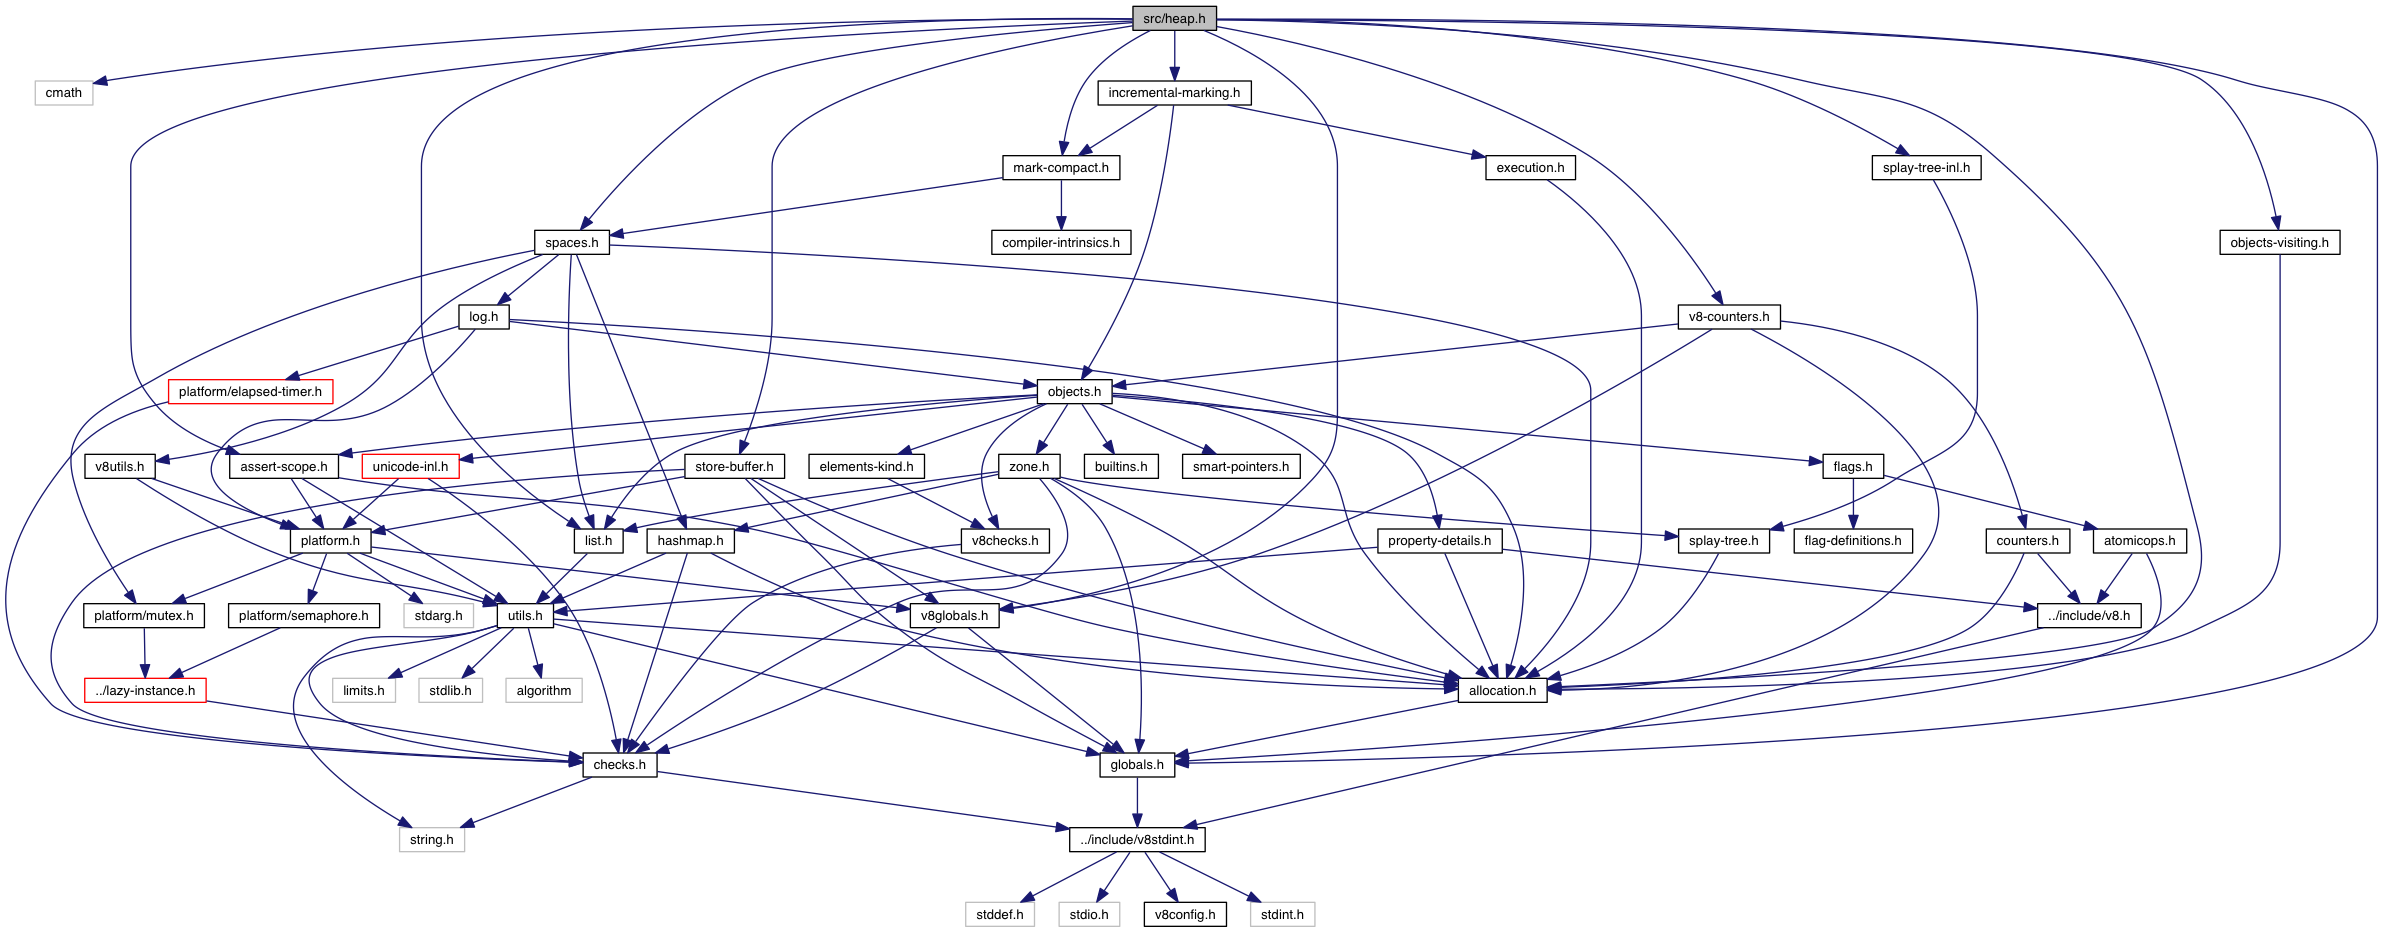 src/heap.h
cmath
incremental-marking.h
mark-compact.h
execution.h
splay-tree-inl.h
spaces.h
compiler-intrinsics.h
objects-visiting.h
log.h
v8-counters.h
platform/elapsed-timer.h
objects.h
v8utils.h
assert-scope.h
unicode-inl.h
store-buffer.h
elements-kind.h
zone.h
builtins.h
smart-pointers.h
flags.h
platform.h
list.h
hashmap.h
v8checks.h
property-details.h
splay-tree.h
flag-definitions.h
counters.h
atomicops.h
platform/mutex.h
platform/semaphore.h
stdarg.h
utils.h
v8globals.h
../include/v8.h
../lazy-instance.h
limits.h
stdlib.h
algorithm
allocation.h
checks.h
globals.h
string.h
../include/v8stdint.h
stddef.h
stdio.h
v8config.h
stdint.h